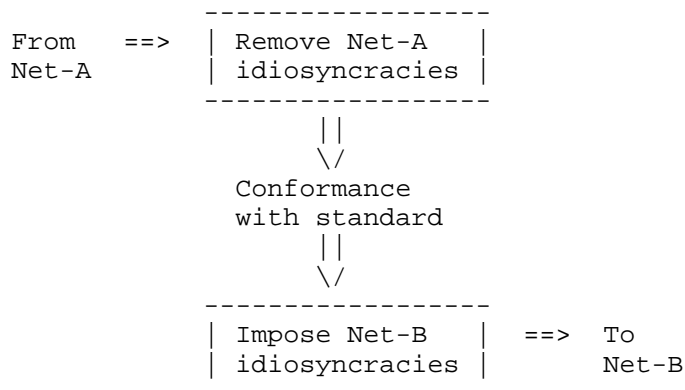 ------------------
From ==> | Remove Net-A |
Net-A | idiosyncracies |
------------------
||
\/
Conformance
with standard
||
\/
------------------
| Impose Net-B | ==> To
| idiosyncracies | Net-B